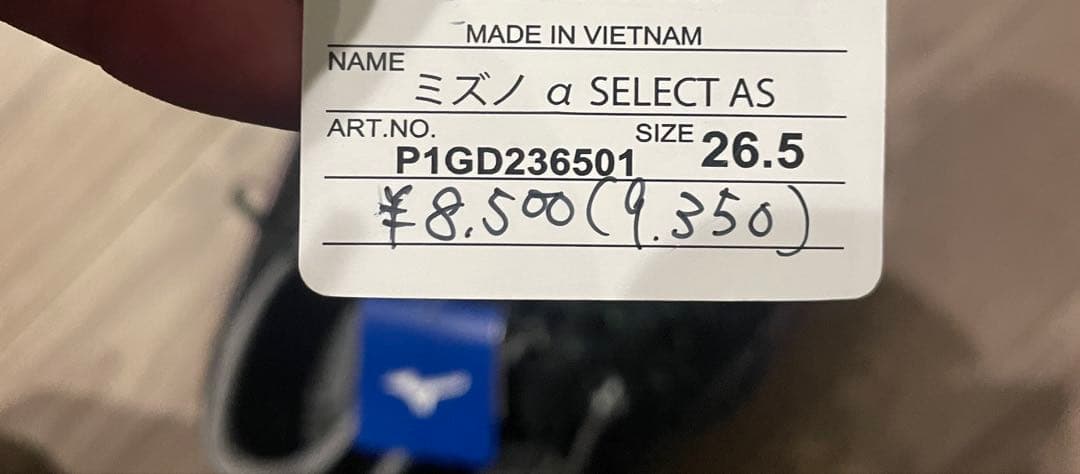 MADE IN VIETNAM
NAME
ミズノ α SELECT AS
ART.NO. SIZE 26.5
P1GD236501
¥8.500(9.350)